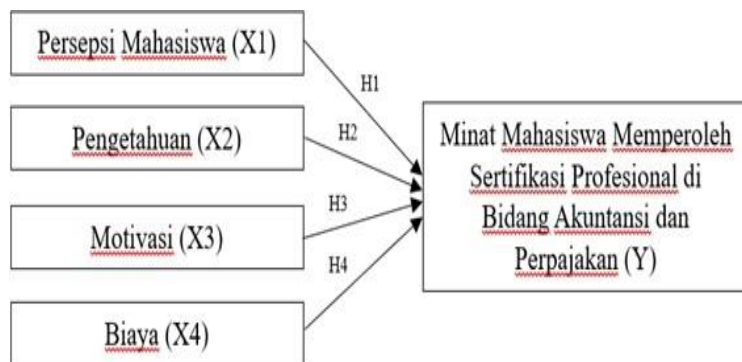 Persepsi Mahasiswa (X1)
H1
Pengetahuan (X2)
H2
Minat Mahasiswa Memperoleh
Sertifikasi Profesional di
Bidang Akuntansi dan
Perpajakan (Y)
Motivasi (X3)
H3
H4
Biaya (X4)